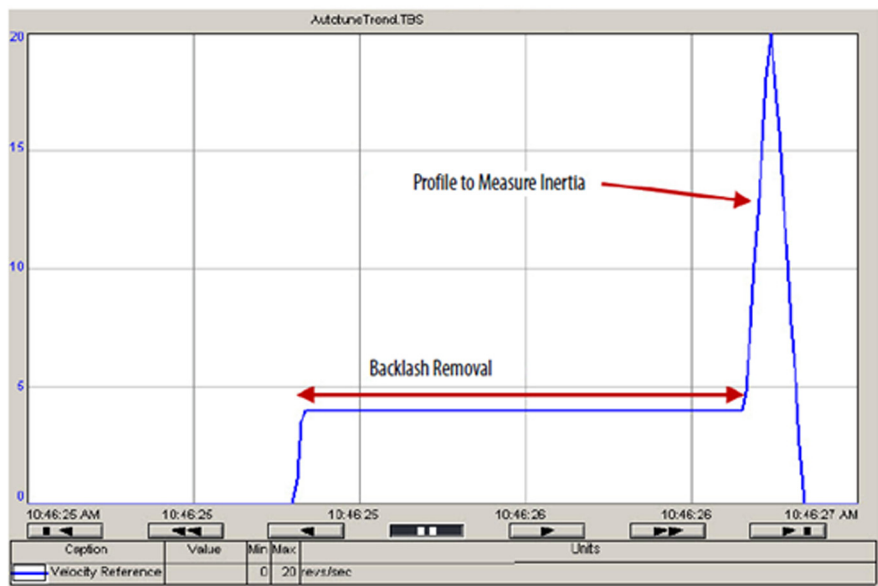 AutotuneTrend.TBS
20
15
Profile to Measure Inertia
10
Backlash Removal
5
0
10:46:25 AM 10:46:25 10:46:25 10:46:26 10:46:26 10:46:27 AM
Caption Value Min Max Units
Velocity Reference 0 20 revs/sec